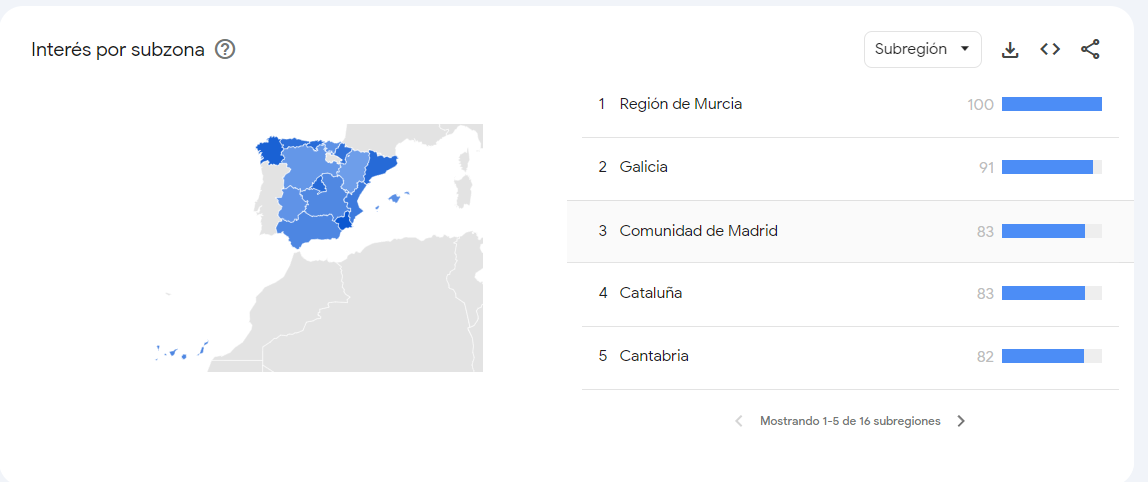 Interés por subzona
Subregión
1 Región de Murcia 100
2 Galicia 91
3 Comunidad de Madrid 83
4 Cataluña 83
5 Cantabria 82
Mostrando 1-5 de 16 subregiones